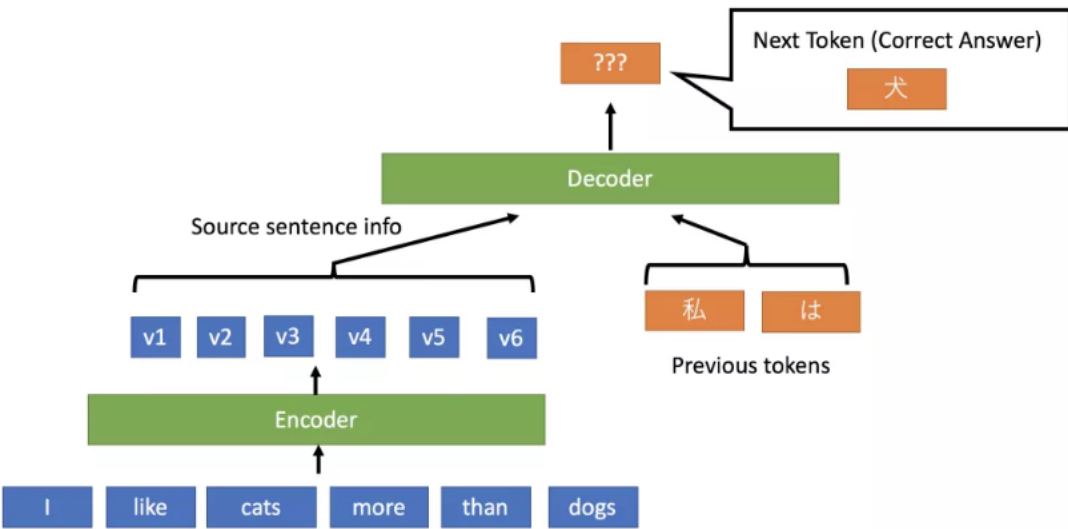 Next Token (Correct Answer)
???
犬
Decoder
Source sentence info
v1 v2 v3 v4 v5 v6
私 は
Previous tokens
Encoder
I like cats more than dogs